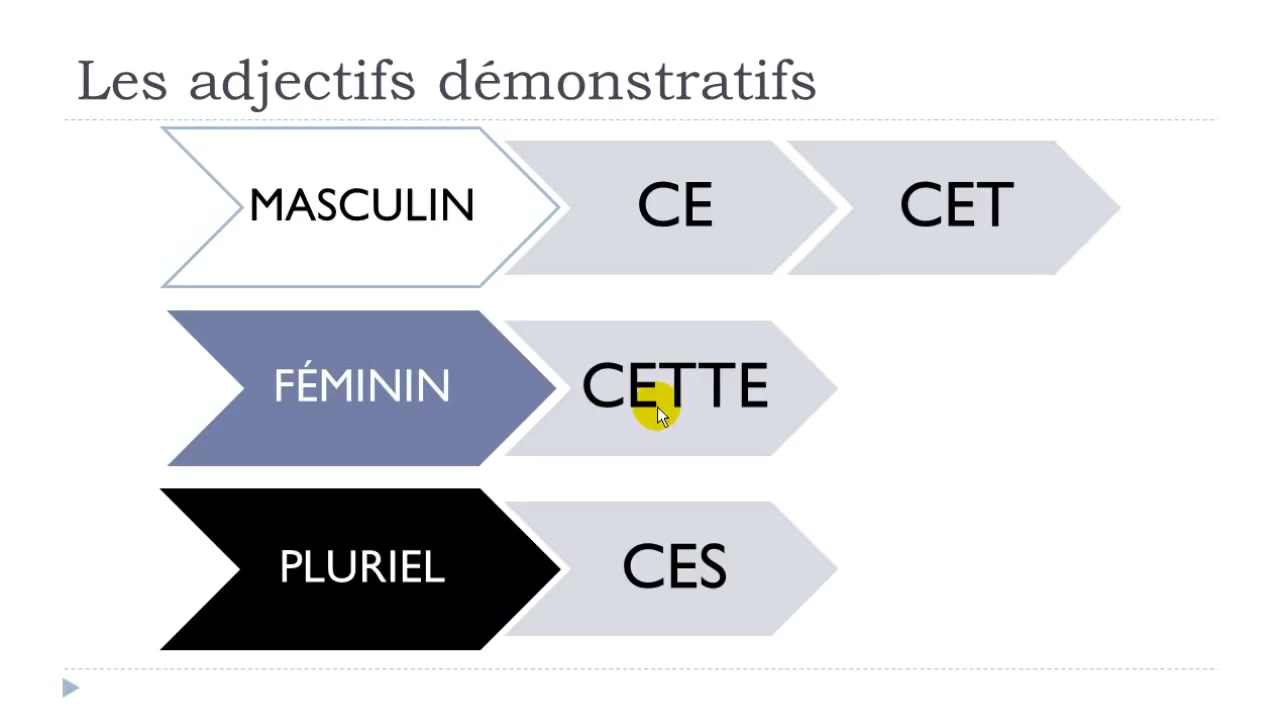 Les adjectifs démonstratifs
MASCULIN CE CET
FÉMININ CETTE
PLURIEL CES